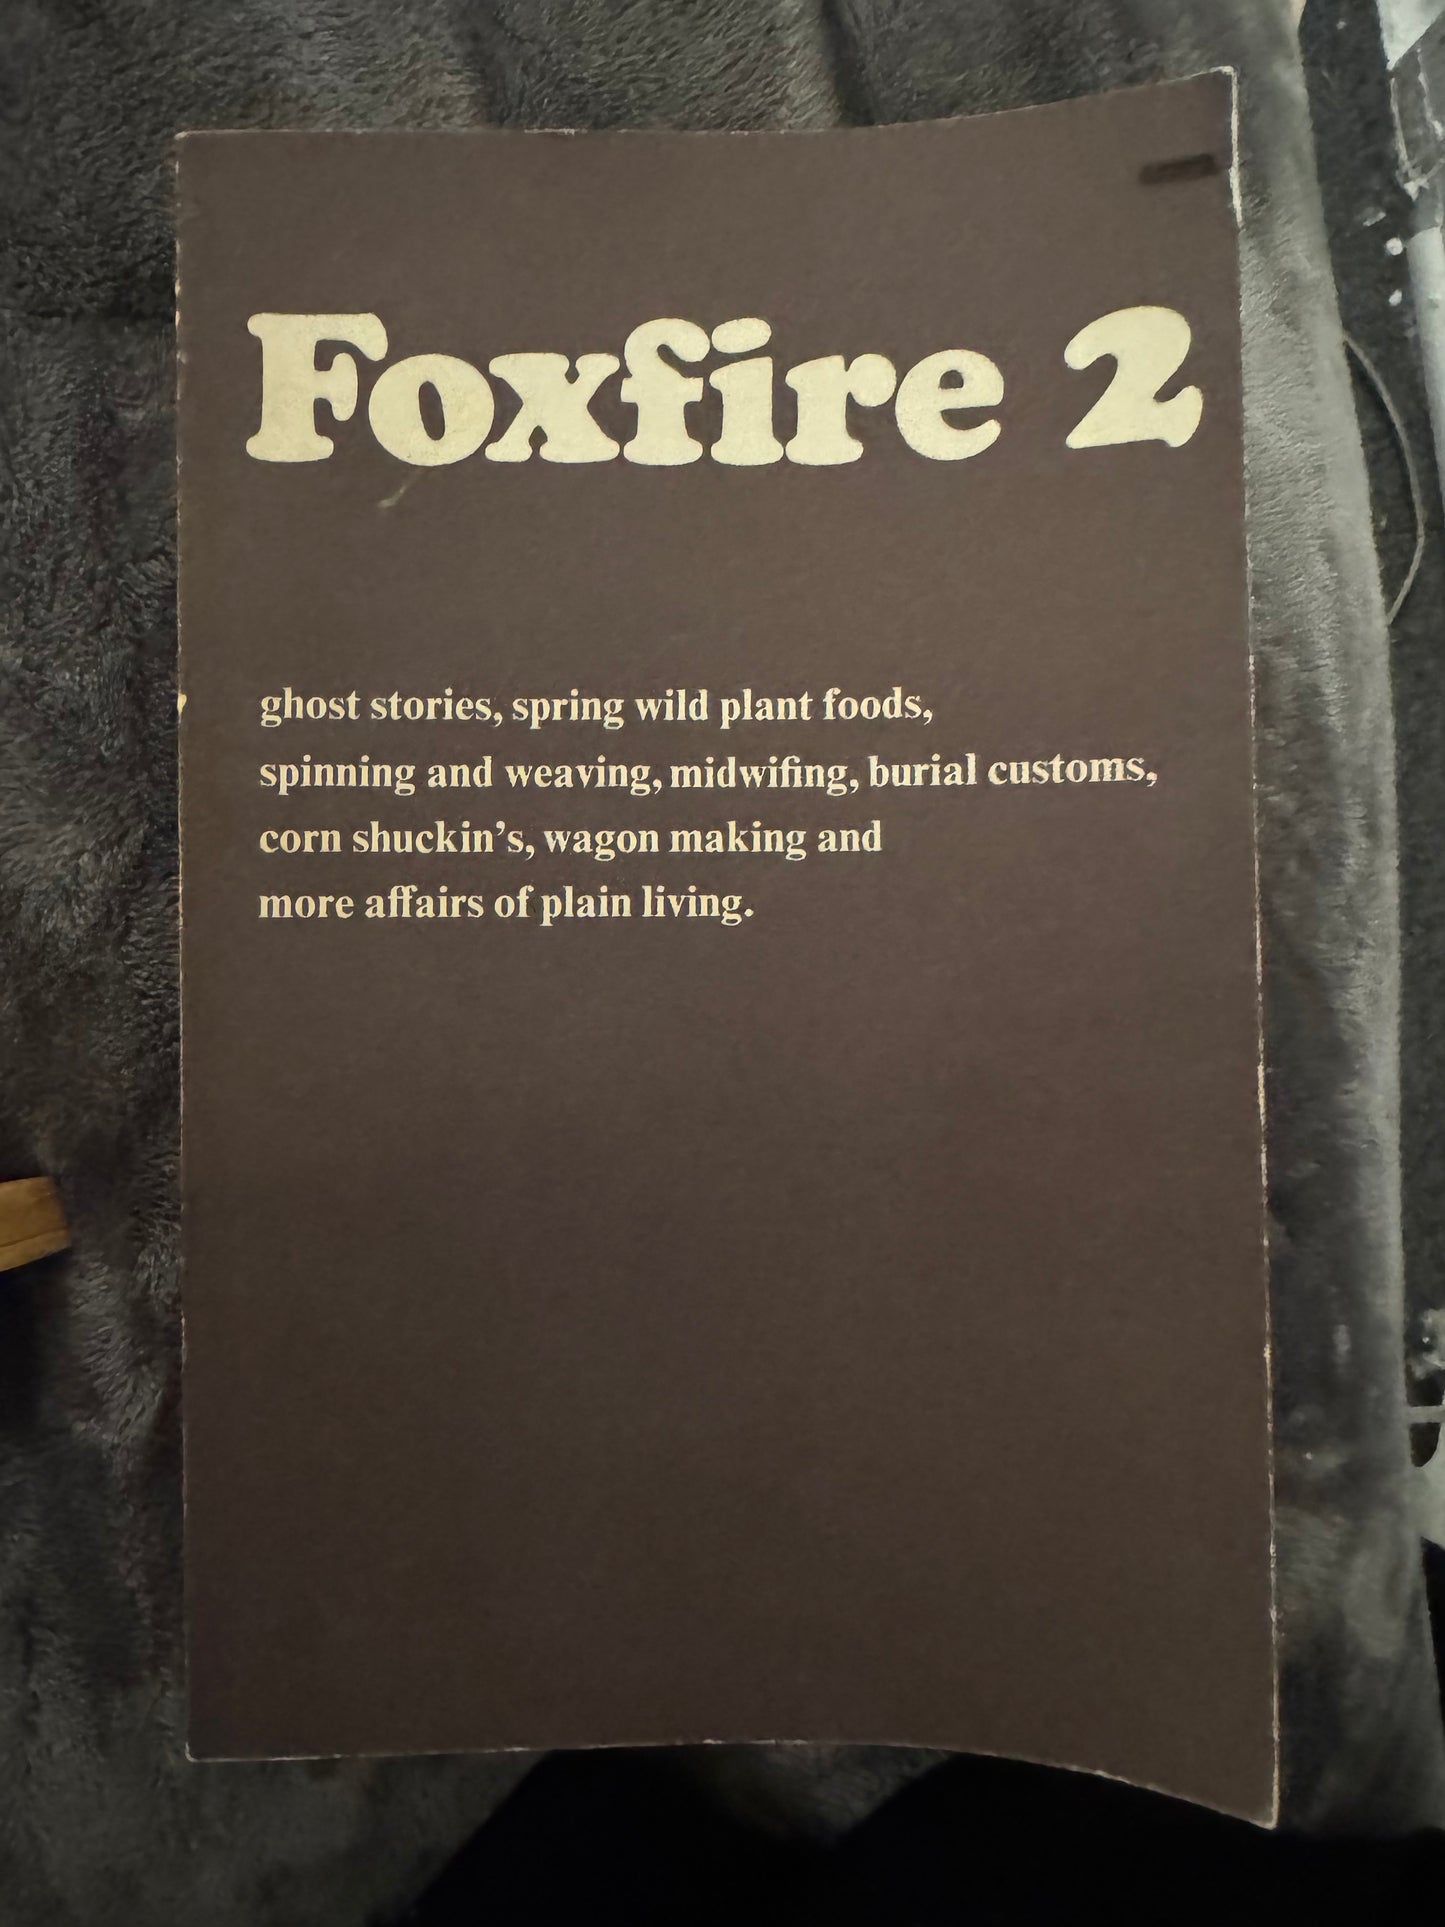 Foxfire 2
ghost stories, spring wild plant foods,
spinning and weaving, midwifing, burial customs,
corn shuckin’s, wagon making and
more affairs of plain living.